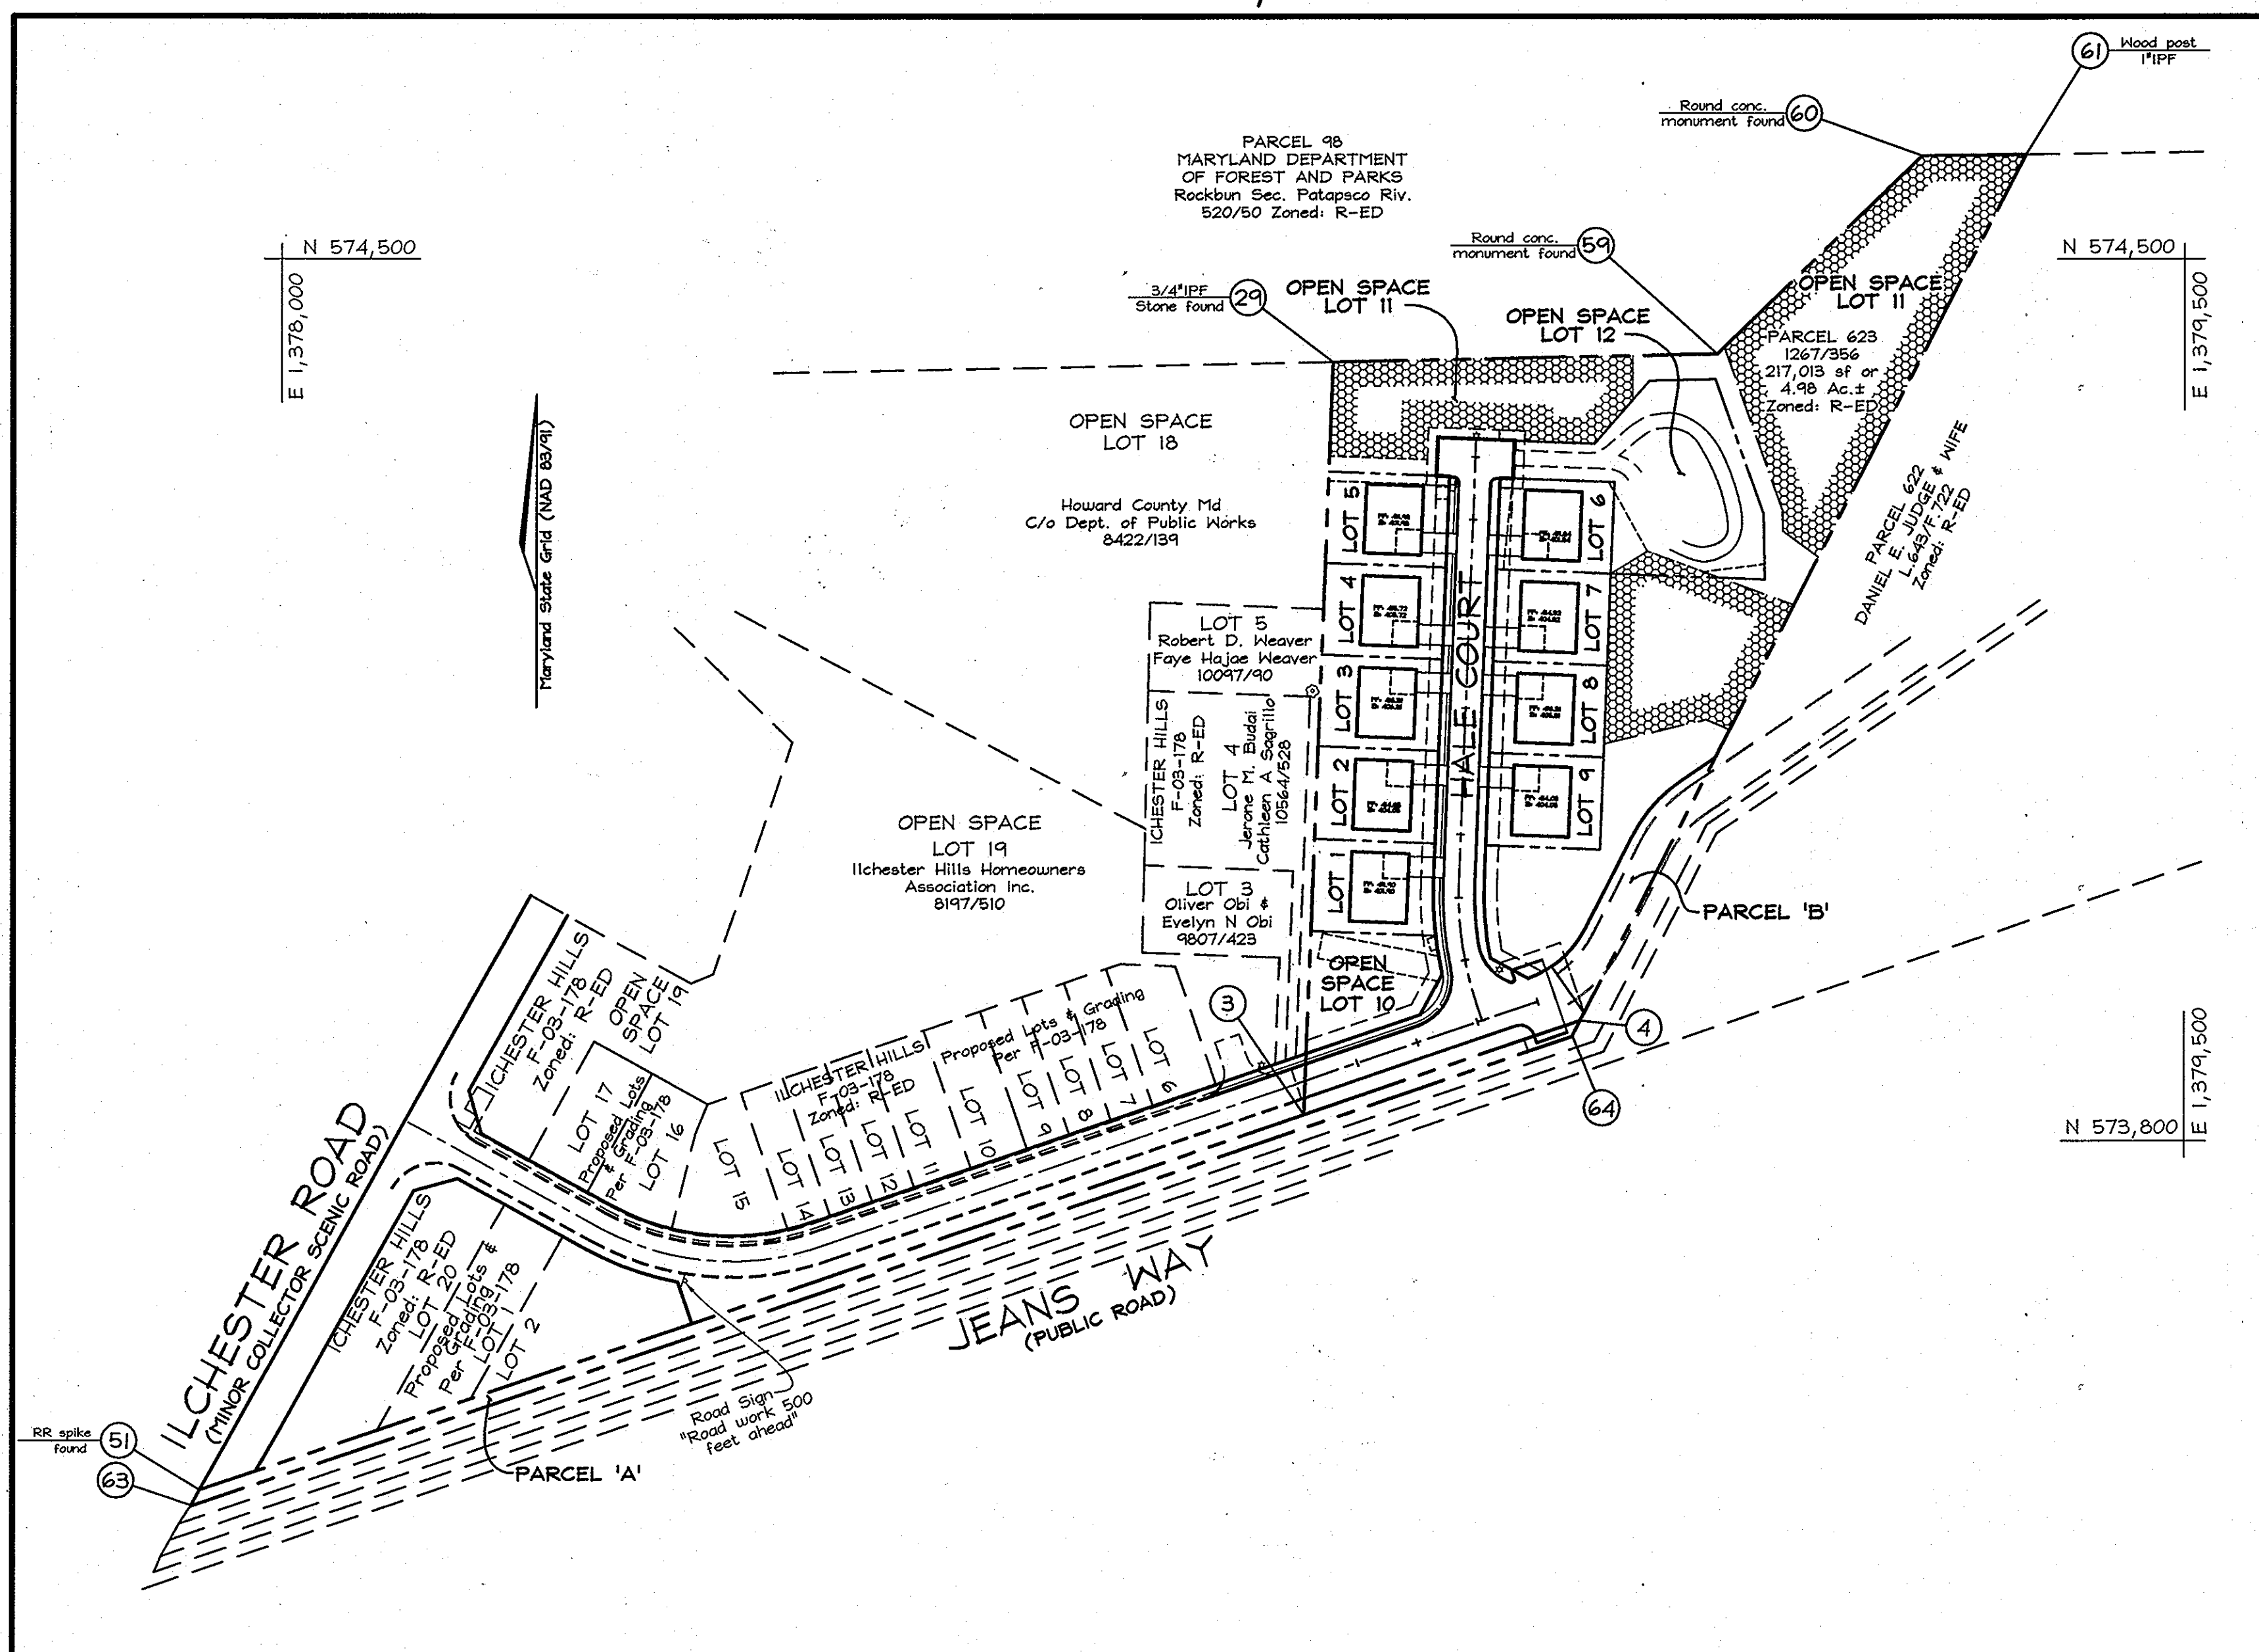 61
Wood post
1"IPF
Round conc.
monument found
60
PARCEL 98
MARYLAND DEPARTMENT
OF FOREST AND PARKS
Rockbun Sec. Patapsco Riv.
520/50 Zoned: R-ED
N 574,500
E 1,378,000
Round conc.
monument found
59
N 574,500
E 1,379,500
3/4"IPF
Stone found
29
OPEN SPACE
LOT 11
OPEN SPACE
LOT 12
OPEN SPACE
LOT 11
PARCEL 623
1267/356
217,013 sf or
4.98 Ac.±
Zoned: R-ED
Maryland State Grid (NAD 83/91)
OPEN SPACE
LOT 18
Howard County Md
C/o Dept. of Public Works
8422/139
PARCEL 622
DANIEL E. JUDGE & WIFE
L.643/F.722
Zoned: R-ED
LOT 5
LOT 4
LOT 3
LOT 2
LOT 1
HALE COURT
LOT 6
LOT 7
LOT 8
LOT 9
LOT 5
Robert D. Weaver
Faye Hajae Weaver
10097/90
ICHESTER HILLS
F-03-178
Zoned: R-ED
LOT 4
Jerone M. Budai
Cathleen A. Sagrillo
10564/528
OPEN SPACE
LOT 19
Ilchester Hills Homeowners
Association Inc.
8197/510
LOT 3
Oliver Obi &
Evelyn N Obi
9807/423
PARCEL 'B'
OPEN
SPACE
LOT 10
3
4
64
ICHESTER HILLS
F-03-178
Zoned: R-ED
OPEN
SPACE
LOT 19
LOT 17
Proposed Lots
& Grading
Per F-03-178
LOT 16
ILCHESTER HILLS
F-03-178
Zoned: R-ED
Proposed Lots & Grading
Per F-03-178
LOT 15
LOT 14
LOT 13
LOT 12
LOT 11
LOT 10
LOT 9
LOT 8
LOT 7
LOT 6
N 573,800
E 1,379,500
ILCHESTER ROAD
(MINOR COLLECTOR SCENIC ROAD)
ICHESTER HILLS
F-03-178
Zoned: R-ED
LOT 20
Proposed Lots &
Grading
Per F-03-178
LOT 1
LOT 2
JEANS WAY
(PUBLIC ROAD)
Road Sign
"Road work 500
feet ahead"
RR spike
found
51
63
PARCEL 'A'